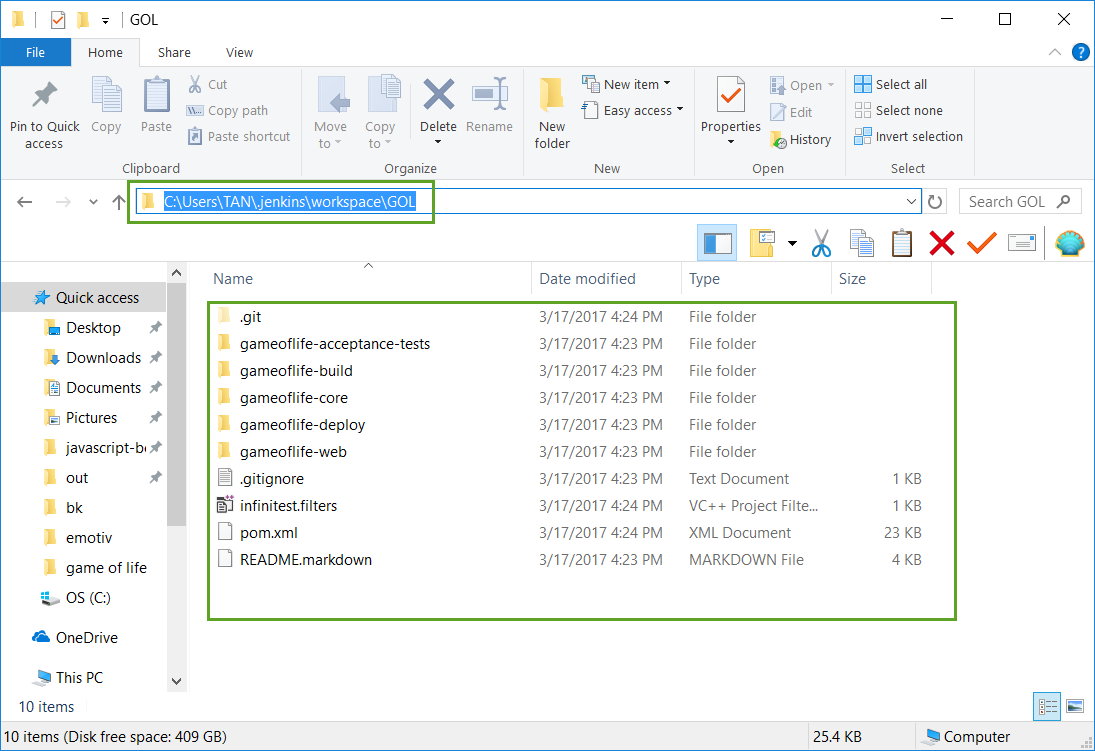 GOL
File Home Share View
Pin to Quick access
Copy
Paste
Cut
Copy path
Paste shortcut
Clipboard
Move to
Copy to
Delete
Rename
Organize
New folder
New item
Easy access
New
Properties
Open
Edit
History
Open
Select all
Select none
Invert selection
Select
C:\Users\TAN\.jenkins\workspace\GOL
Search GOL
Name Date modified Type Size
Quick access
Desktop
Downloads
Documents
Pictures
javascript-be
out
bk
emotiv
game of life
OS (C:)
OneDrive
This PC
.git 3/17/2017 4:24 PM File folder
gameoflife-acceptance-tests 3/17/2017 4:23 PM File folder
gameoflife-build 3/17/2017 4:23 PM File folder
gameoflife-core 3/17/2017 4:23 PM File folder
gameoflife-deploy 3/17/2017 4:23 PM File folder
gameoflife-web 3/17/2017 4:23 PM File folder
.gitignore 3/17/2017 4:23 PM Text Document 1 KB
infinitest.filters 3/17/2017 4:24 PM VC++ Project Filte... 1 KB
pom.xml 3/17/2017 4:24 PM XML Document 23 KB
README.markdown 3/17/2017 4:23 PM MARKDOWN File 4 KB
10 items
10 items (Disk free space: 409 GB) 25.4 KB Computer